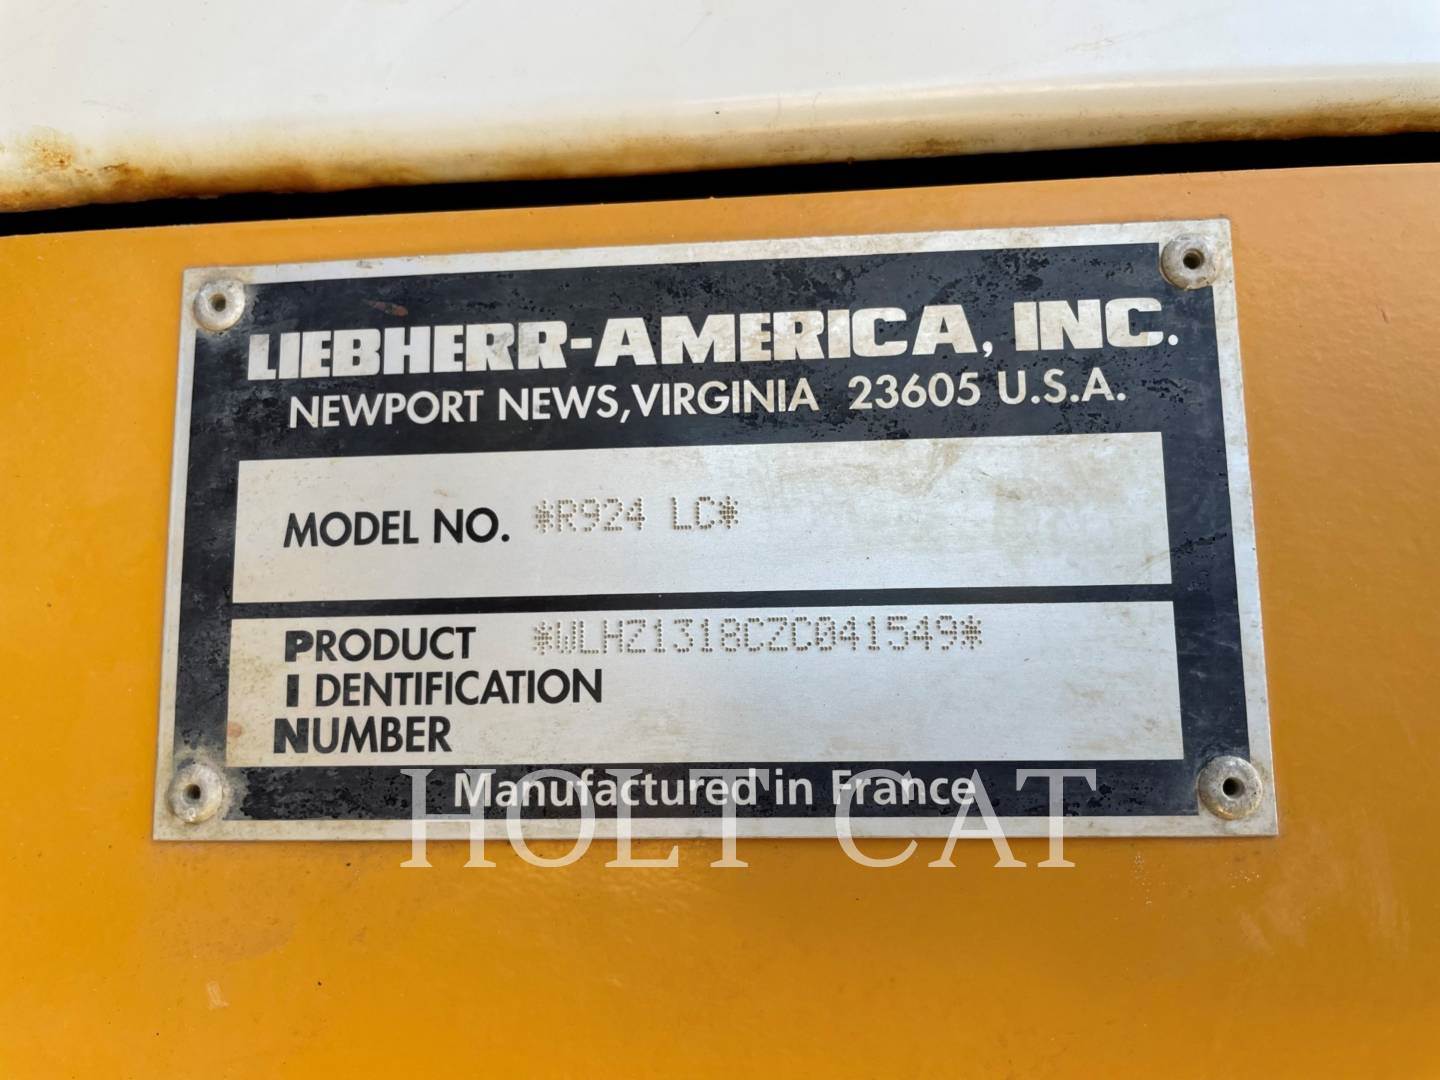 LIEBHERR-AMERICA, INC.
NEWPORT NEWS, VIRGINIA 23605 U.S.A.
MODEL NO. *R924 LC*
PRODUCT *WLHZ1318CZC041549*
IDENTIFICATION
NUMBER
Manufactured in France
HOLT CAT